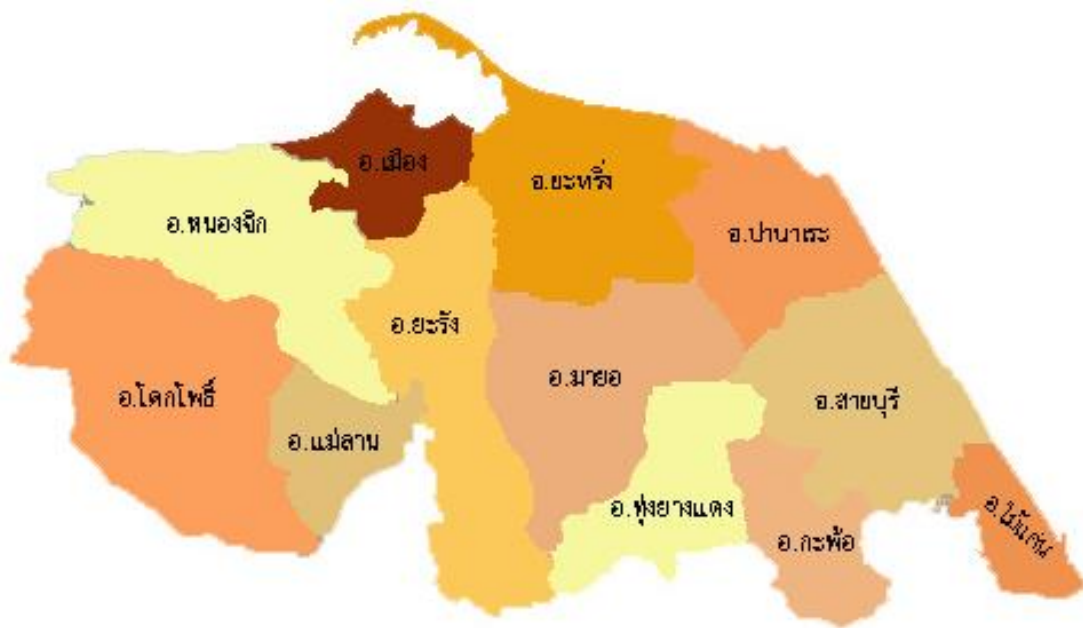 อ.เมือง
อ.ยะหริ่ง
อ.หนองจิก
อ.ปานาเระ
อ.ยะรัง
อ.มายอ
อ.โคกโพธิ์
อ.สายบุรี
อ.แม่ลาน
อ.ทุ่งยางแดง
อ.กะพ้อ
อ.ไม้แก่น